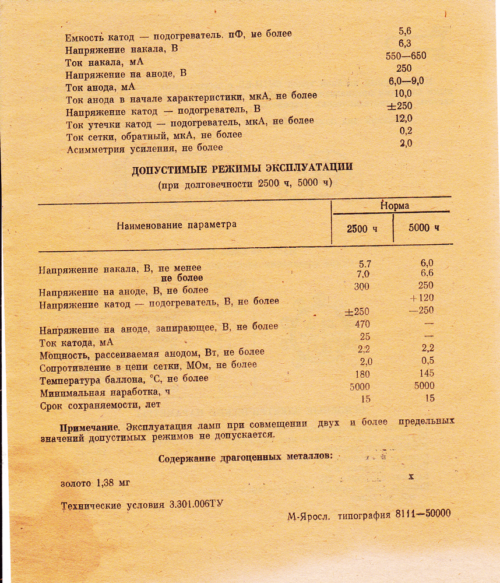 Емкость катод — подогреватель. пФ, не более 5,6
Напряжение накала, В 6,3
Ток накала, мА 550—650
Напряжение на аноде, В 250
Ток анода, мА 6,0—9,0
Ток анода в начале характеристики, мкА, не более 10,0
Напряжение катод — подогреватель, В ±250
Ток утечки катод — подогреватель, мкА, не более 12,0
Ток сетки, обратный, мкА, не более 0,2
Асимметрия усиления, не более 2,0
ДОПУСТИМЫЕ РЕЖИМЫ ЭКСПЛУАТАЦИИ
(при долговечности 2500 ч, 5000 ч)
Наименование параметра Норма
2500 ч 5000 ч
Напряжение накала, В, не менее 5.7 6,0
не более 7,0 6,6
Напряжение на аноде, В, не более 300 250
Напряжение катод — подогреватель, В, не более +120
±250 —250
Напряжение на аноде, запирающее, В, не более 470 —
Ток катода, мА 25 —
Мощность, рассеиваемая анодом, Вт, не более 2,2 2,2
Сопротивление в цепи сетки, МОм, не более 2,0 0,5
Температура баллона, °С, не более 180 145
Минимальная наработка, ч 5000 5000
Срок сохраняемости, лет 15 15
Примечание. Эксплуатация ламп при совмещении двух и более предельных
значений допустимых режимов не допускается.
Содержание драгоценных металлов:
х
золото 1,38 мг
Технические условия 3.301.006ТУ
М-Яросл. типография 8111—50000